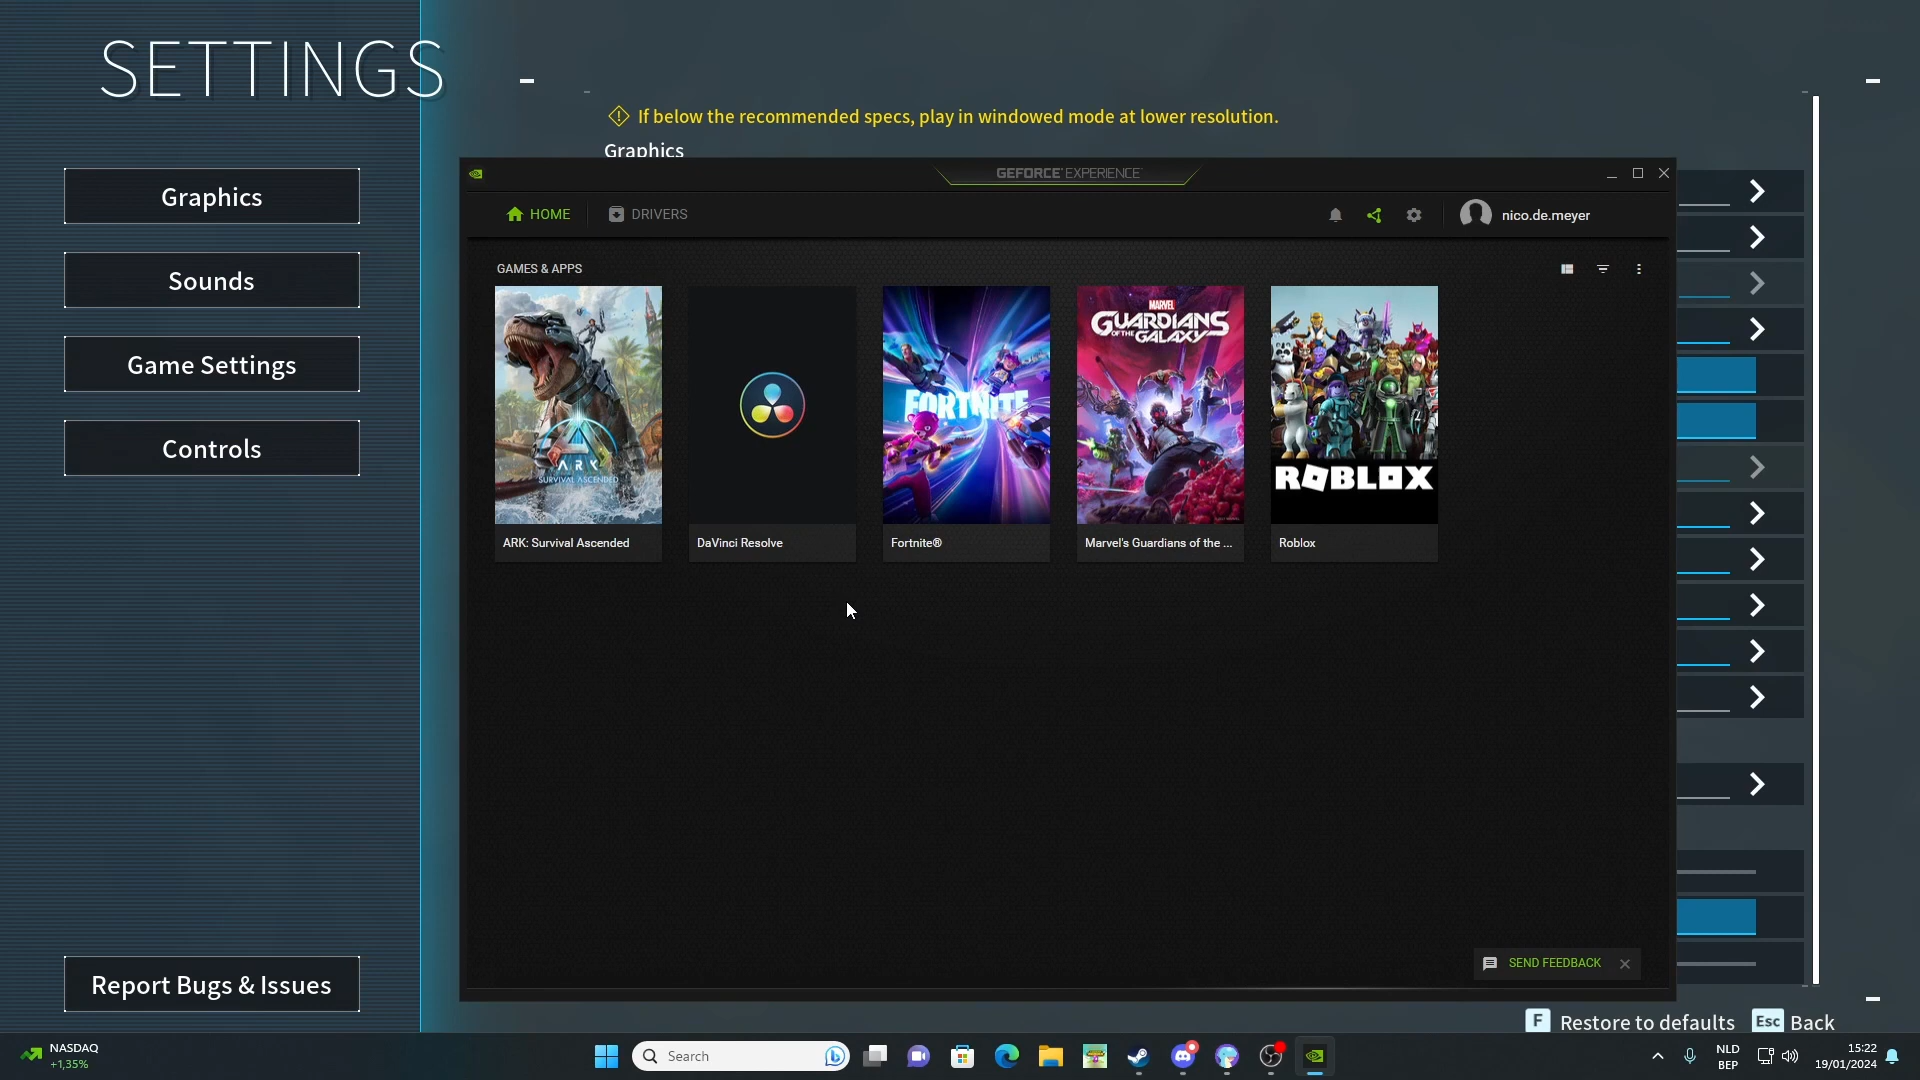 SETTINGS
If below the recommended specs, play in windowed mode at lower resolution.
Graphics
Graphics
Sounds
Game Settings
Controls
Report Bugs & Issues
GEFORCE EXPERIENCE
HOME
DRIVERS
nico.de.meyer
GAMES & APPS
ARK
SURVIVAL ASCENDED
FORTNITE
MARVEL
GUARDIANS
OF THE
GALAXY
ROBLOX
ARK: Survival Ascended
DaVinci Resolve
Fortnite®
Marvel's Guardians of the ...
Roblox
SEND FEEDBACK
F Restore to defaults
Esc Back
NASDAQ
+1,35%
Search
NLD
BEP
15:22
19/01/2024